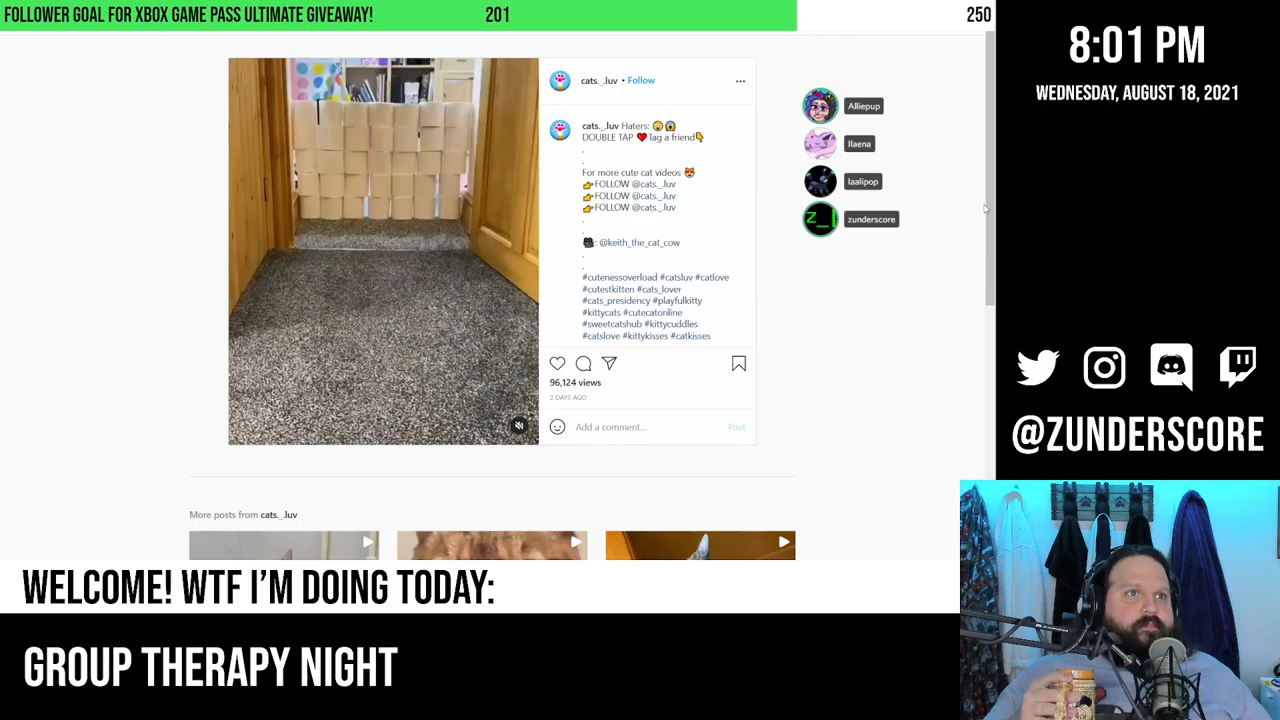 FOLLOWER GOAL FOR XBOX GAME PASS ULTIMATE GIVEAWAY! 201 250
8:01 PM
WEDNESDAY, AUGUST 18, 2021
cats._.luv • Follow
cats._.luv Haters: 😳😱
DOUBLE TAP ❤️Tag a friend👇
.
.
For more cute cat videos 😻
👉FOLLOW @cats._.luv
👉FOLLOW @cats._.luv
👉FOLLOW @cats._.luv
.
.
: @keith_the_cat_cow
.
.
#cutenessoverload #catsluv #catlove
#cutestkitten #cats_lover
#cats_presidency #playfulkitty
#kittycats #cutecatonline
#sweetcatshub #kittycuddles
#catslove #kittykisses #catkisses
96,124 views
2 DAYS AGO
Add a comment... Post
More posts from cats._.luv
Alliepup
llaena
laalipop
Z_
zunderscore
@ZUNDERSCORE
WELCOME! WTF I'M DOING TODAY:
GROUP THERAPY NIGHT